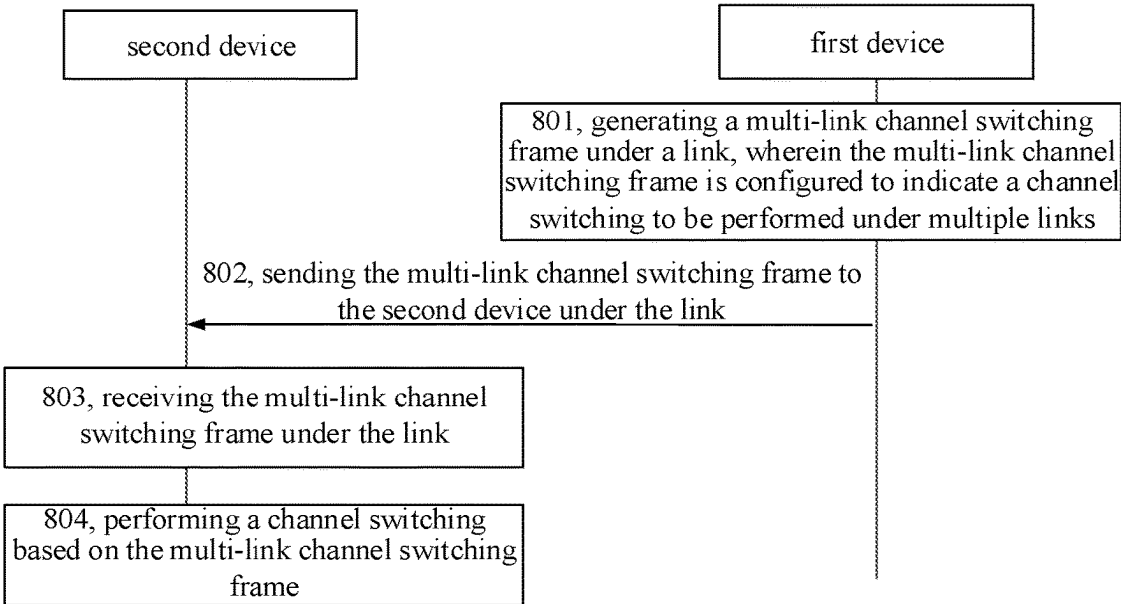 second device
first device
801, generating a multi-link channel switching
frame under a link, wherein the multi-link channel
switching frame is configured to indicate a channel
switching to be performed under multiple links
802, sending the multi-link channel switching frame to
the second device under the link
803, receiving the multi-link channel
switching frame under the link
804, performing a channel switching
based on the multi-link channel switching
frame